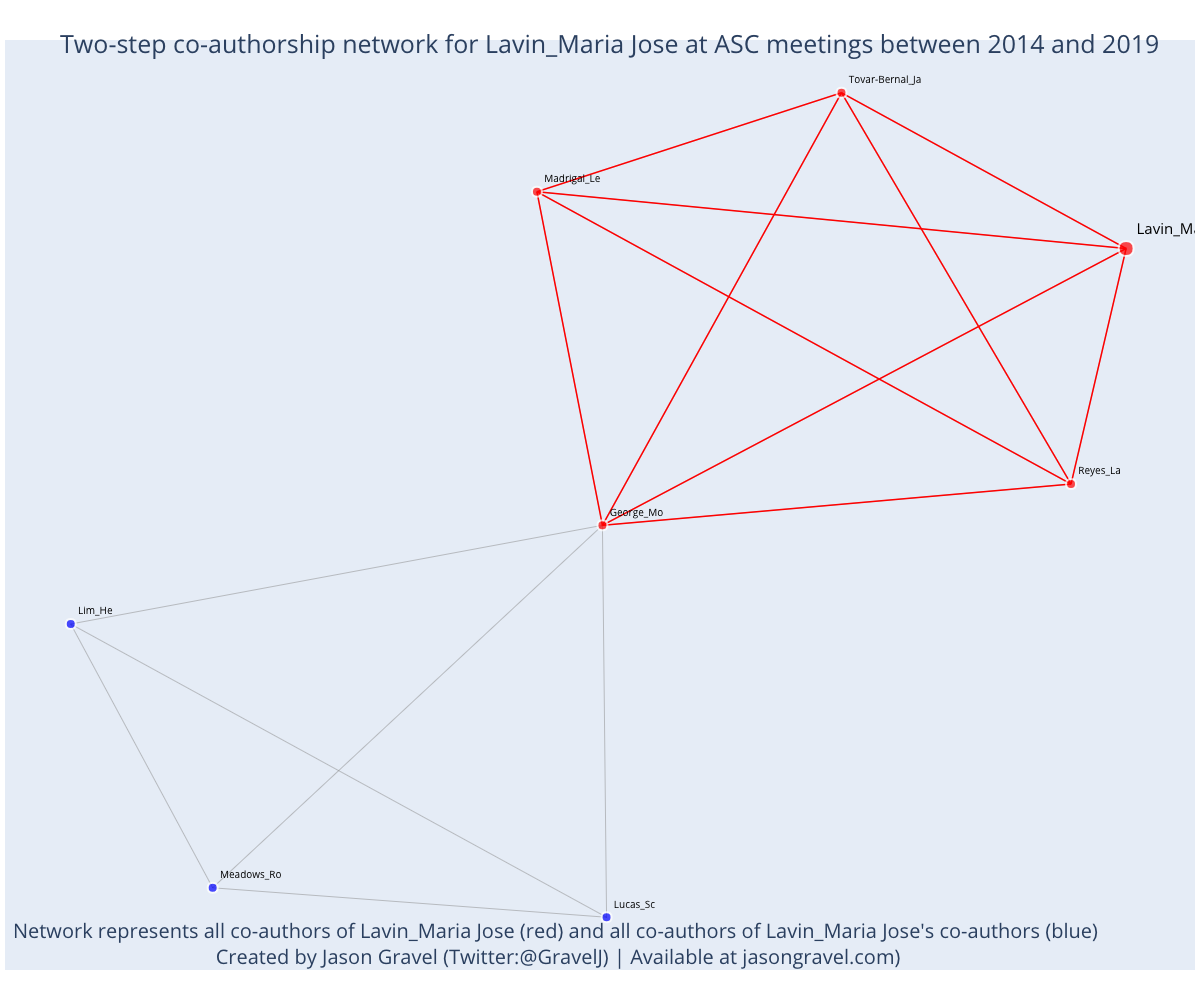 Two-step co-authorship network for Lavin_Maria Jose at ASC meetings between 2014 and 2019
Tovar-Bernal_Ja
Madrigal_Le
Lavin_Ma
Reyes_La
George_Mo
Lim_He
Meadows_Ro
Lucas_Sc
Network represents all co-authors of Lavin_Maria Jose (red) and all co-authors of Lavin_Maria Jose's co-authors (blue)
Created by Jason Gravel (Twitter:@GravelJ) | Available at jasongravel.com)